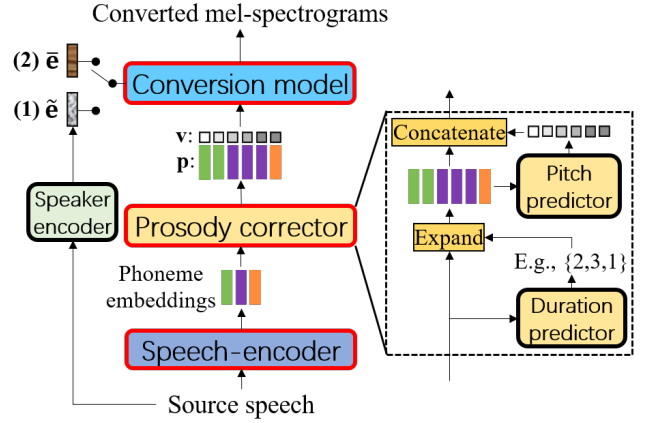 Converted mel-spectrograms
(2) ē
Conversion model
(1) ẽ
v:
p:
Speaker
encoder
Prosody corrector
Phoneme
embeddings
Speech-encoder
Source speech
Concatenate
Pitch
predictor
Expand
E.g., {2,3,1}
Duration
predictor